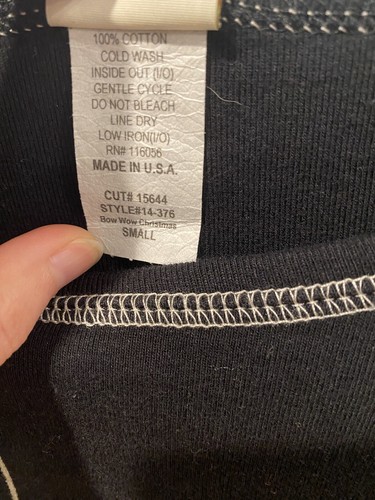 100% COTTON
COLD WASH
INSIDE OUT (I/O)
GENTLE CYCLE
DO NOT BLEACH
LINE DRY
LOW IRON(I/O)
RN# 116056
MADE IN U.S.A.
CUT# 15644
STYLE#14-376
Bow Wow Christmas
SMALL